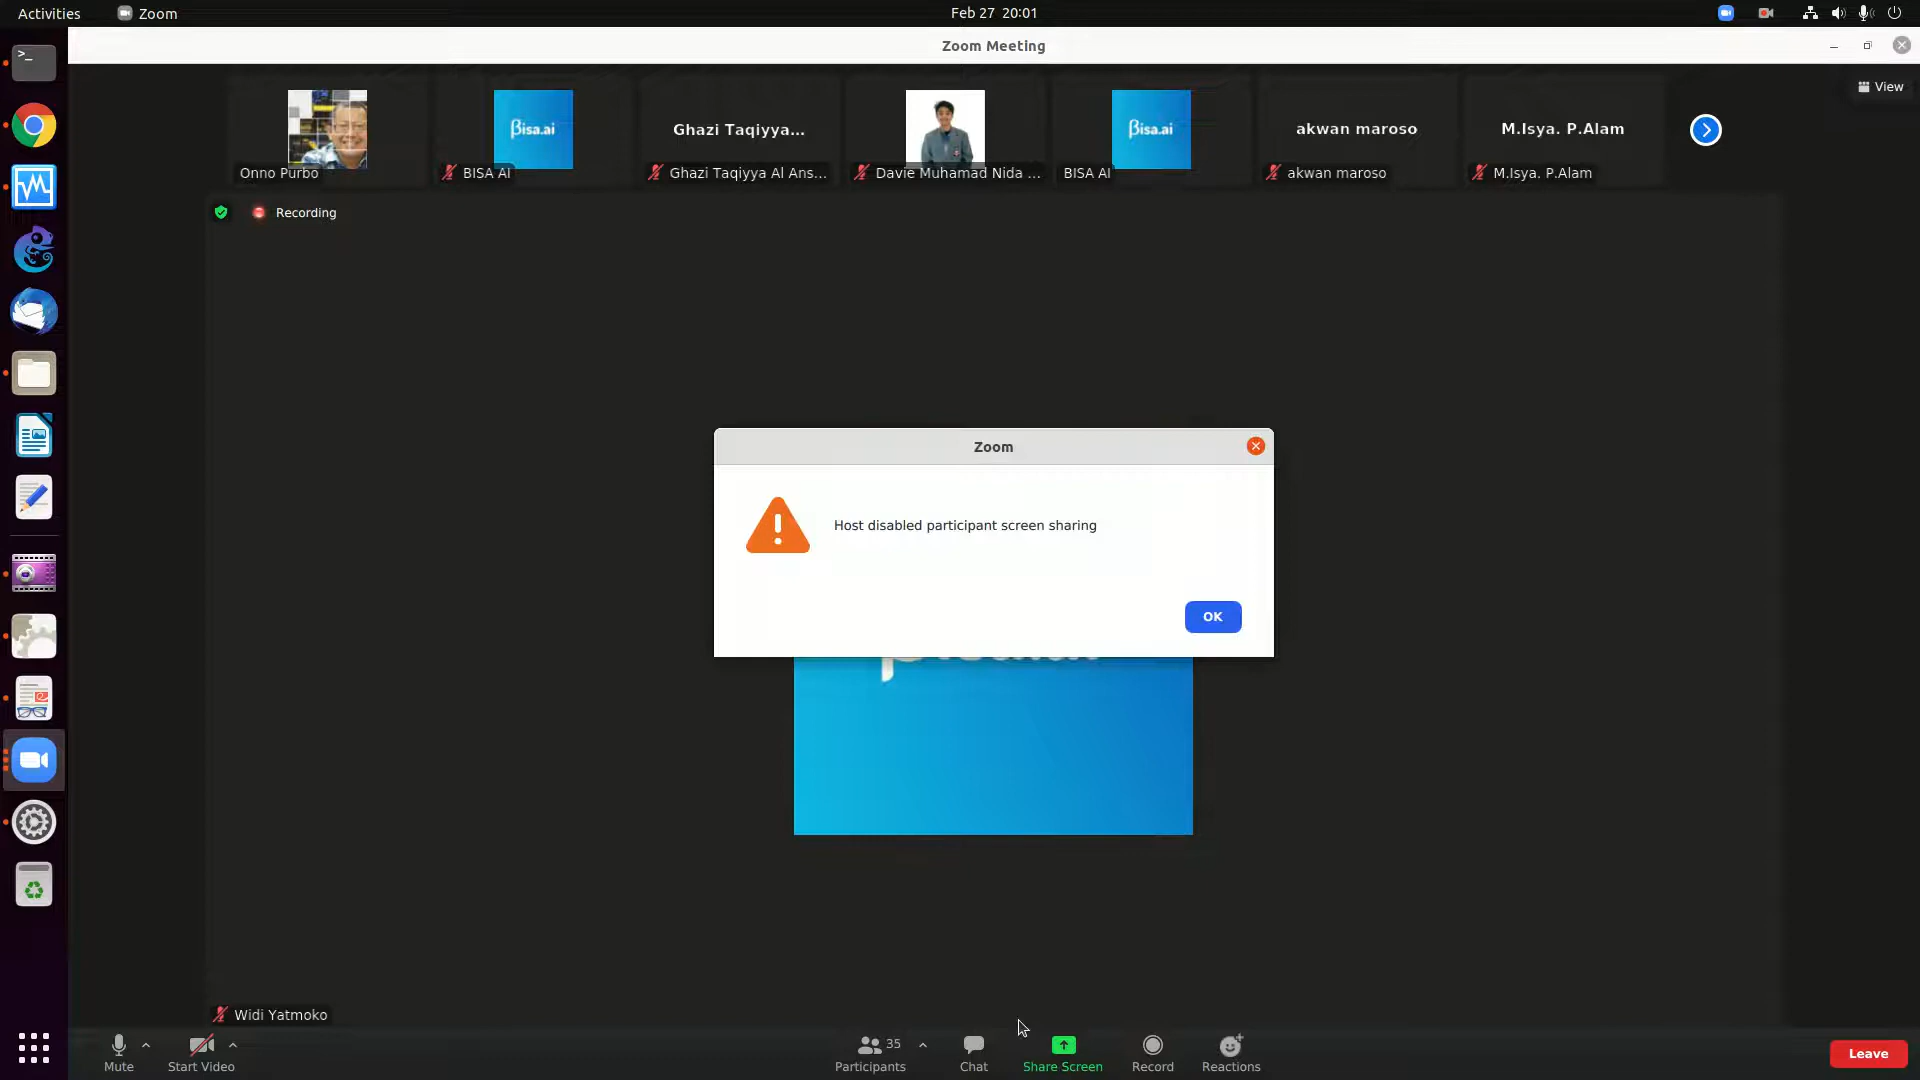 Activities
Zoom
Feb 27 20:01
Zoom Meeting
View
βisa.ai
Ghazi Taqiyya...
βisa.ai
akwan maroso
M.Isya. P.Alam
Onno Purbo
BISA AI
Ghazi Taqiyya Al Ans...
Davie Muhamad Nida ...
BISA AI
akwan maroso
M.Isya. P.Alam
Recording
Zoom
Host disabled participant screen sharing
OK
Widi Yatmoko
35
Mute
Start Video
Participants
Chat
Share Screen
Record
Reactions
Leave